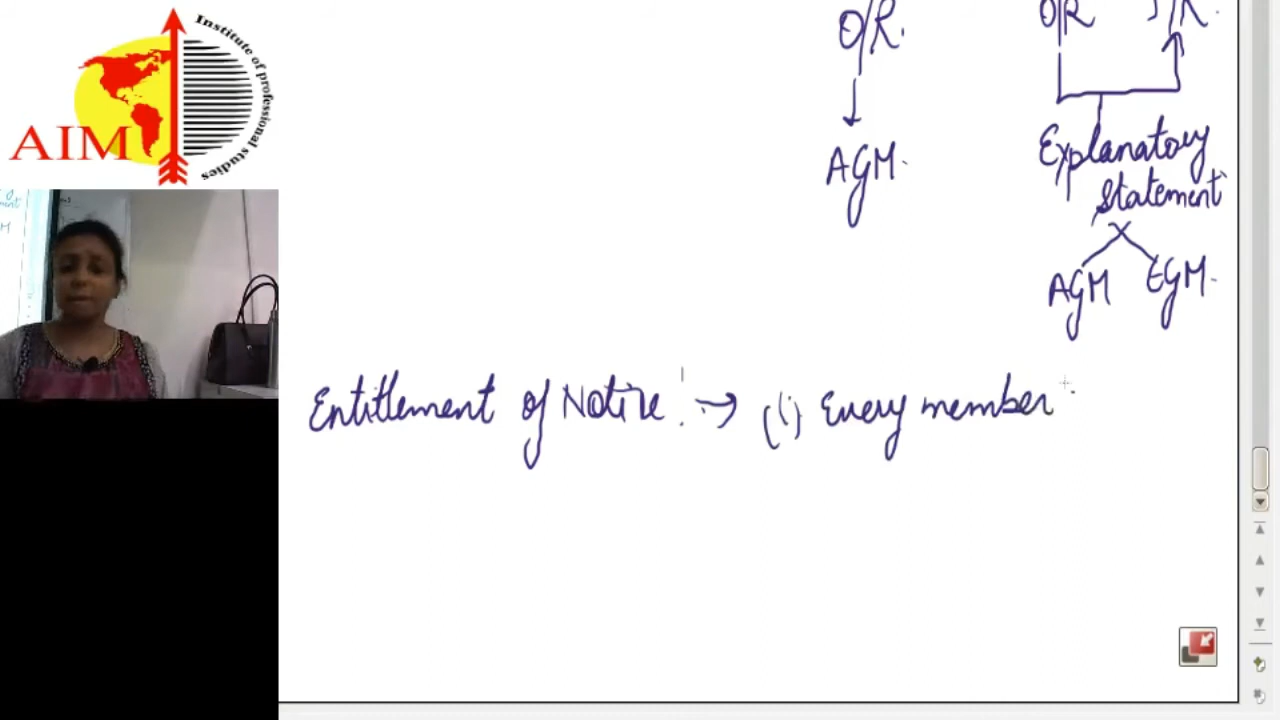 Institute of professional studies
AIM
O/R.
O/R S/R.
AGM.
Explanatory
Statement
AGM EGM.
Entitlement of Notice : → (i) Every member